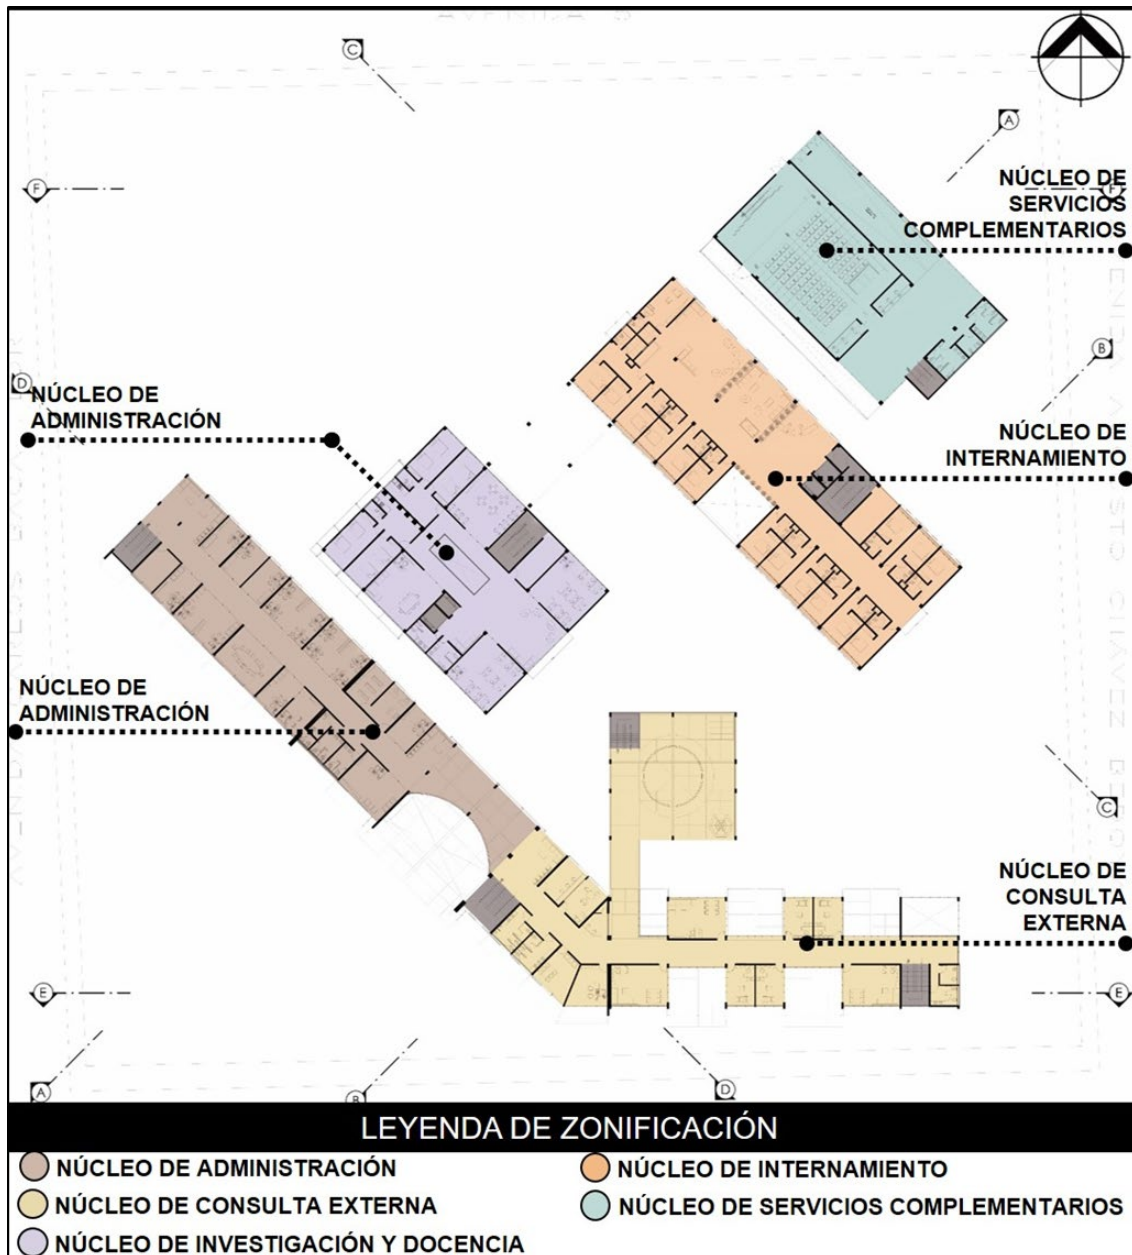 C
A
NÚCLEO DE
SERVICIOS
COMPLEMENTARIOS
F
F
B
D
NÚCLEO DE
ADMINISTRACIÓN
NÚCLEO DE
INTERNAMIENTO
NÚCLEO DE
ADMINISTRACIÓN
C
NÚCLEO DE
CONSULTA
EXTERNA
E
E
A
B
D
LEYENDA DE ZONIFICACIÓN
NÚCLEO DE ADMINISTRACIÓN
NÚCLEO DE INTERNAMIENTO
NÚCLEO DE CONSULTA EXTERNA
NÚCLEO DE SERVICIOS COMPLEMENTARIOS
NÚCLEO DE INVESTIGACIÓN Y DOCENCIA